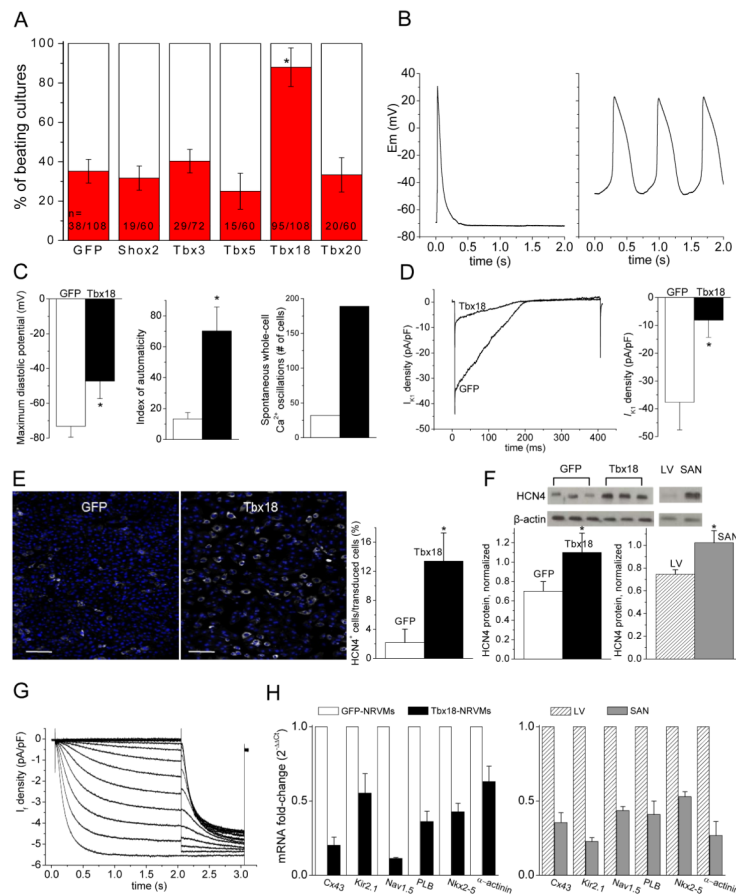 A
% of beating cultures
100
80
60
40
20
0
*
n=
38/108 19/60 29/72 15/60 95/108 20/60
GFP Shox2 Tbx3 Tbx5 Tbx18 Tbx20
B
Em (mV)
40
20
0
-20
-40
-60
-80
0.0 0.5 1.0 1.5 2.0
time (s)
0.0 0.5 1.0 1.5 2.0
time (s)
C
GFP Tbx18
Maximum diastolic potential (mV)
0
-20
-40
-60
-80
*
Index of automaticity
80
60
40
20
0
*
Spontaneous whole-cell
Ca2+ oscillations (# of cells)
200
100
0
D
IK1 density (pA/pF)
0
-10
-20
-30
-40
-50
Tbx18
GFP
0 100 200 300 400
time (ms)
GFP Tbx18
IK1 density (pA/pF)
0
-10
-20
-30
-40
-50
*
E
GFP
Tbx18
HCN4+ cells/transduced cells (%)
16
12
8
4
0
GFP
Tbx18
*
F
GFP Tbx18 LV SAN
HCN4
β-actin
HCN4 protein, normalized
1.2
0.8
0.4
0.0
GFP
Tbx18
*
HCN4 protein, normalized
1.0
0.5
0.0
LV
SAN
*
G
If density (pA/pF)
0
-1
-2
-3
-4
-5
-6
0.0 0.5 1.0 1.5 2.0 2.5 3.0
time (s)
H
GFP-NRVMs Tbx18-NRVMs
mRNA fold-change (2-ΔΔCt)
1.0
0.5
0.0
Cx43 Kir2.1 Nav1.5 PLB Nkx2-5 α-actinin
LV SAN
1.0
0.5
0.0
Cx43 Kir2.1 Nav1.5 PLB Nkx2-5 α-actinin